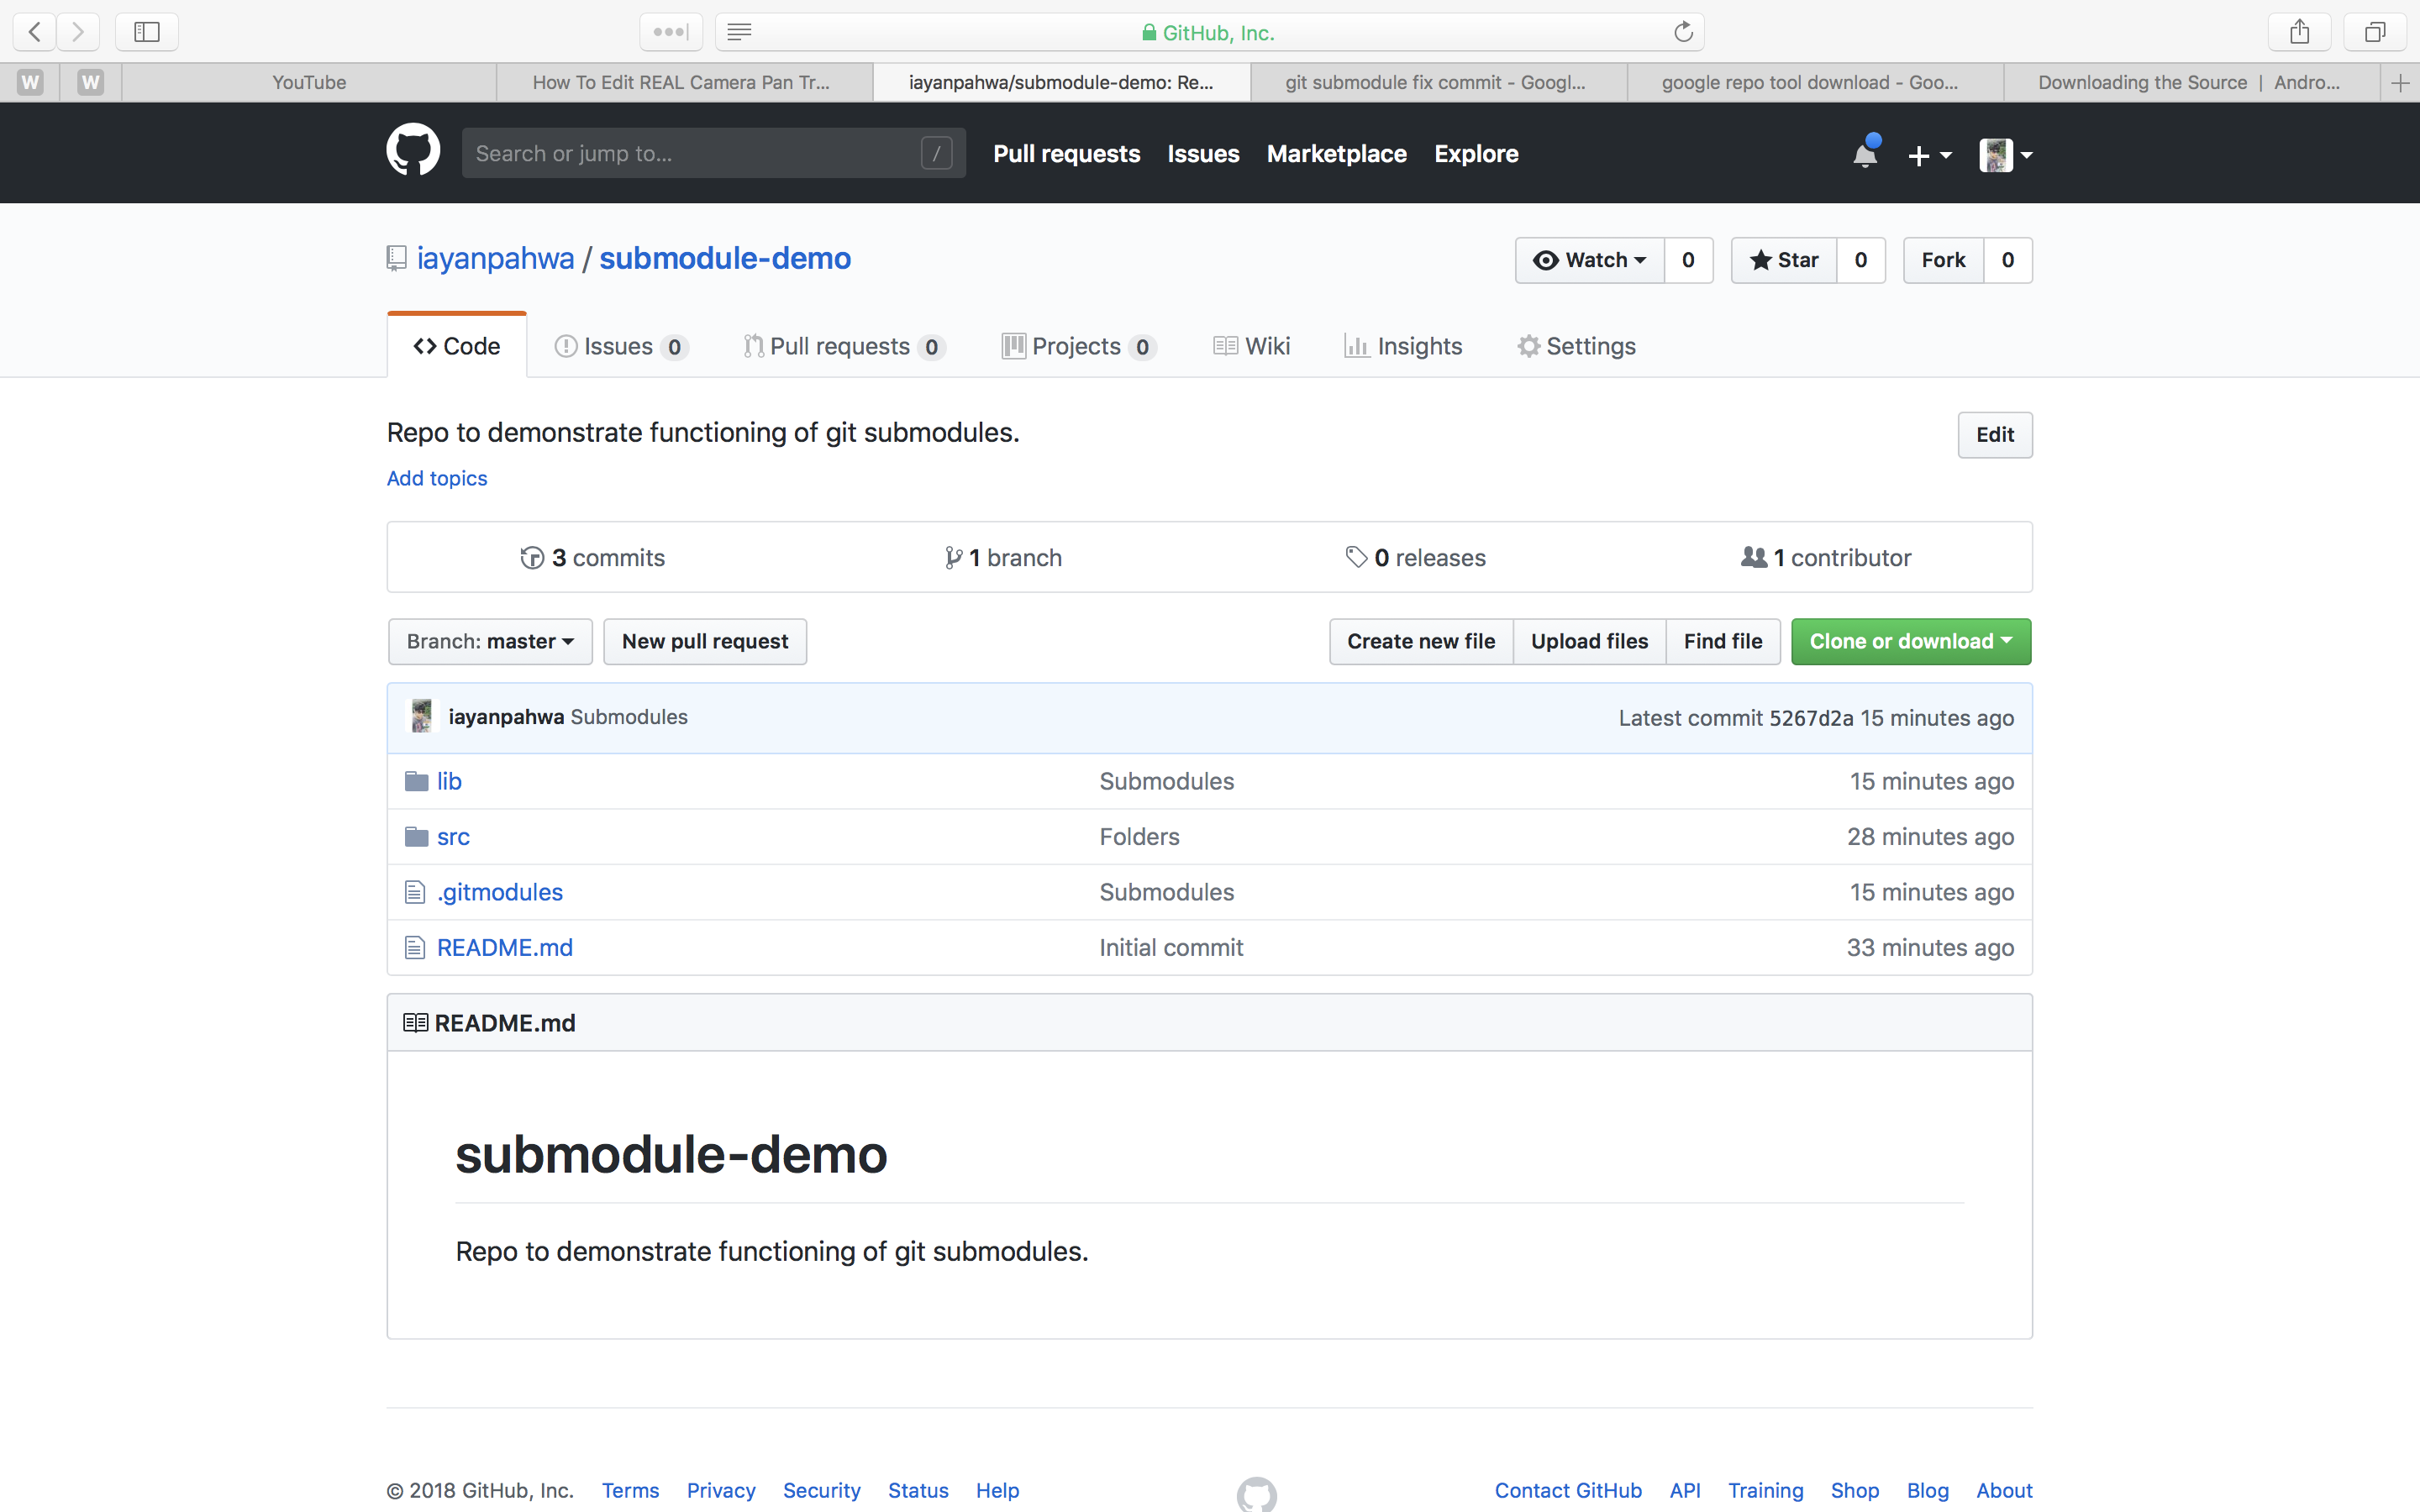 GitHub, Inc.
W W YouTube How To Edit REAL Camera Pan Tr... iayanpahwa/submodule-demo: Re... git submodule fix commit - Googl... google repo tool download - Goo... Downloading the Source | Andro...
Search or jump to... / Pull requests Issues Marketplace Explore
iayanpahwa / submodule-demo Watch 0 Star 0 Fork 0
Code Issues 0 Pull requests 0 Projects 0 Wiki Insights Settings
Repo to demonstrate functioning of git submodules. Edit
Add topics
3 commits 1 branch 0 releases 1 contributor
Branch: master New pull request Create new file Upload files Find file Clone or download
iayanpahwa Submodules Latest commit 5267d2a 15 minutes ago
lib Submodules 15 minutes ago
src Folders 28 minutes ago
.gitmodules Submodules 15 minutes ago
README.md Initial commit 33 minutes ago
README.md
submodule-demo
Repo to demonstrate functioning of git submodules.
© 2018 GitHub, Inc. Terms Privacy Security Status Help Contact GitHub API Training Shop Blog About